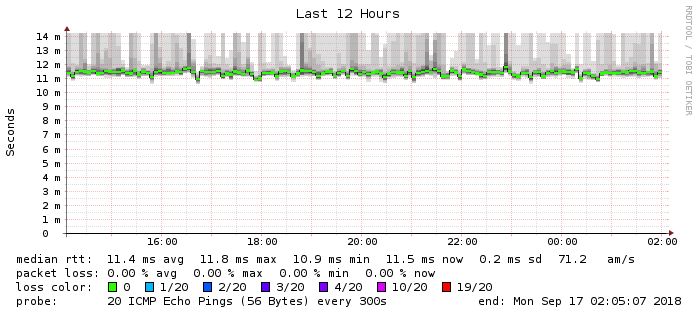 Last 12 Hours
RRDTOOL / TOBI OETIKER
Seconds
14 m
13 m
12 m
11 m
10 m
9 m
8 m
7 m
6 m
5 m
4 m
3 m
2 m
1 m
0
16:00 18:00 20:00 22:00 00:00 02:00
median rtt: 11.4 ms avg 11.8 ms max 10.9 ms min 11.5 ms now 0.2 ms sd 71.2 am/s
packet loss: 0.00 % avg 0.00 % max 0.00 % min 0.00 % now
loss color: 0 1/20 2/20 3/20 4/20 10/20 19/20
probe: 20 ICMP Echo Pings (56 Bytes) every 300s end: Mon Sep 17 02:05:07 2018